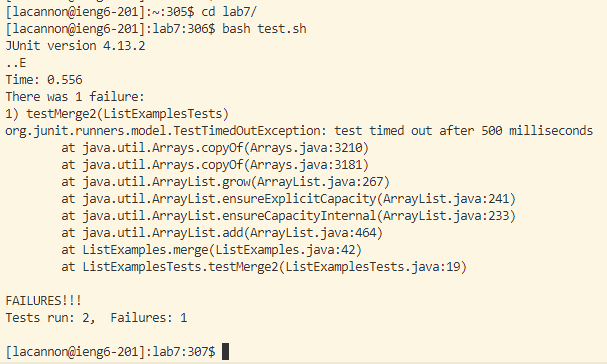 [lacannon@ieng6-201]:~:305$ cd lab7/
[lacannon@ieng6-201]:lab7:306$ bash test.sh
JUnit version 4.13.2
..E
Time: 0.556
There was 1 failure:
1) testMerge2(ListExamplesTests)
org.junit.runners.model.TestTimedOutException: test timed out after 500 milliseconds
        at java.util.Arrays.copyOf(Arrays.java:3210)
        at java.util.Arrays.copyOf(Arrays.java:3181)
        at java.util.ArrayList.grow(ArrayList.java:267)
        at java.util.ArrayList.ensureExplicitCapacity(ArrayList.java:241)
        at java.util.ArrayList.ensureCapacityInternal(ArrayList.java:233)
        at java.util.ArrayList.add(ArrayList.java:464)
        at ListExamples.merge(ListExamples.java:42)
        at ListExamplesTests.testMerge2(ListExamplesTests.java:19)

FAILURES!!!
Tests run: 2,  Failures: 1

[lacannon@ieng6-201]:lab7:307$